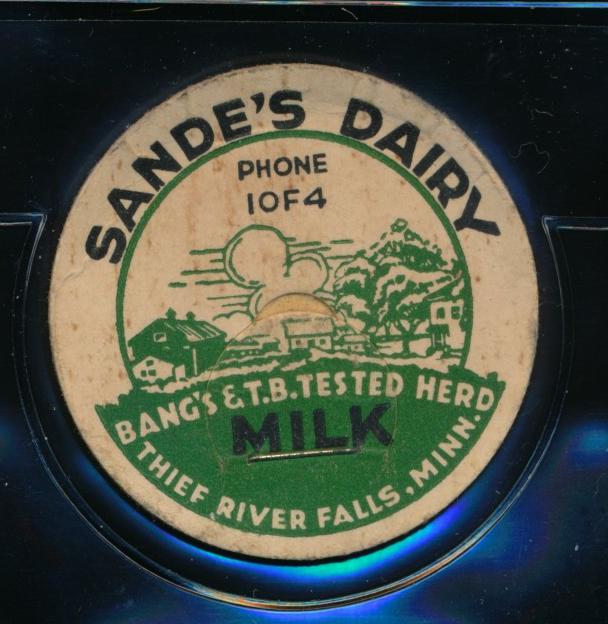 SANDE'S DAIRY
PHONE
10F4
BANG'S & T.B. TESTED HERD
MILK
THIEF RIVER FALLS, MINN.